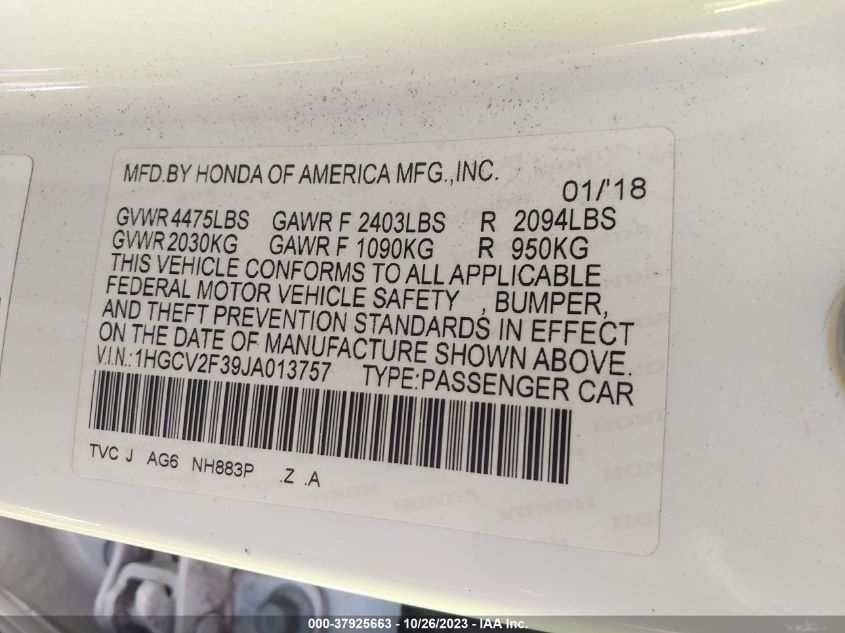 MFD.BY HONDA OF AMERICA MFG.,INC.
01/'18
GVWR 4475LBS GAWR F 2403LBS R 2094LBS
GVWR 2030KG GAWR F 1090KG R 950KG
THIS VEHICLE CONFORMS TO ALL APPLICABLE
FEDERAL MOTOR VEHICLE SAFETY , BUMPER,
AND THEFT PREVENTION STANDARDS IN EFFECT
ON THE DATE OF MANUFACTURE SHOWN ABOVE.
V.I.N.: 1HGCV2F39JA013757 TYPE:PASSENGER CAR
TVC J AG6 NH883P .Z .A
HONDA HONDA HONDA
000-37925663 - 10/26/2023 - IAA Inc.